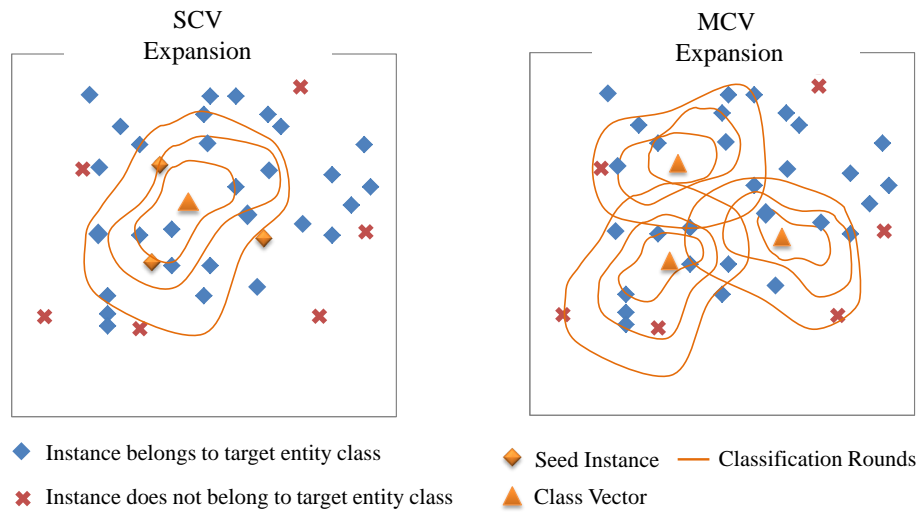 SCV
Expansion
MCV
Expansion
Instance belongs to target entity class
Instance does not belong to target entity class
Seed Instance
Classification Rounds
Class Vector